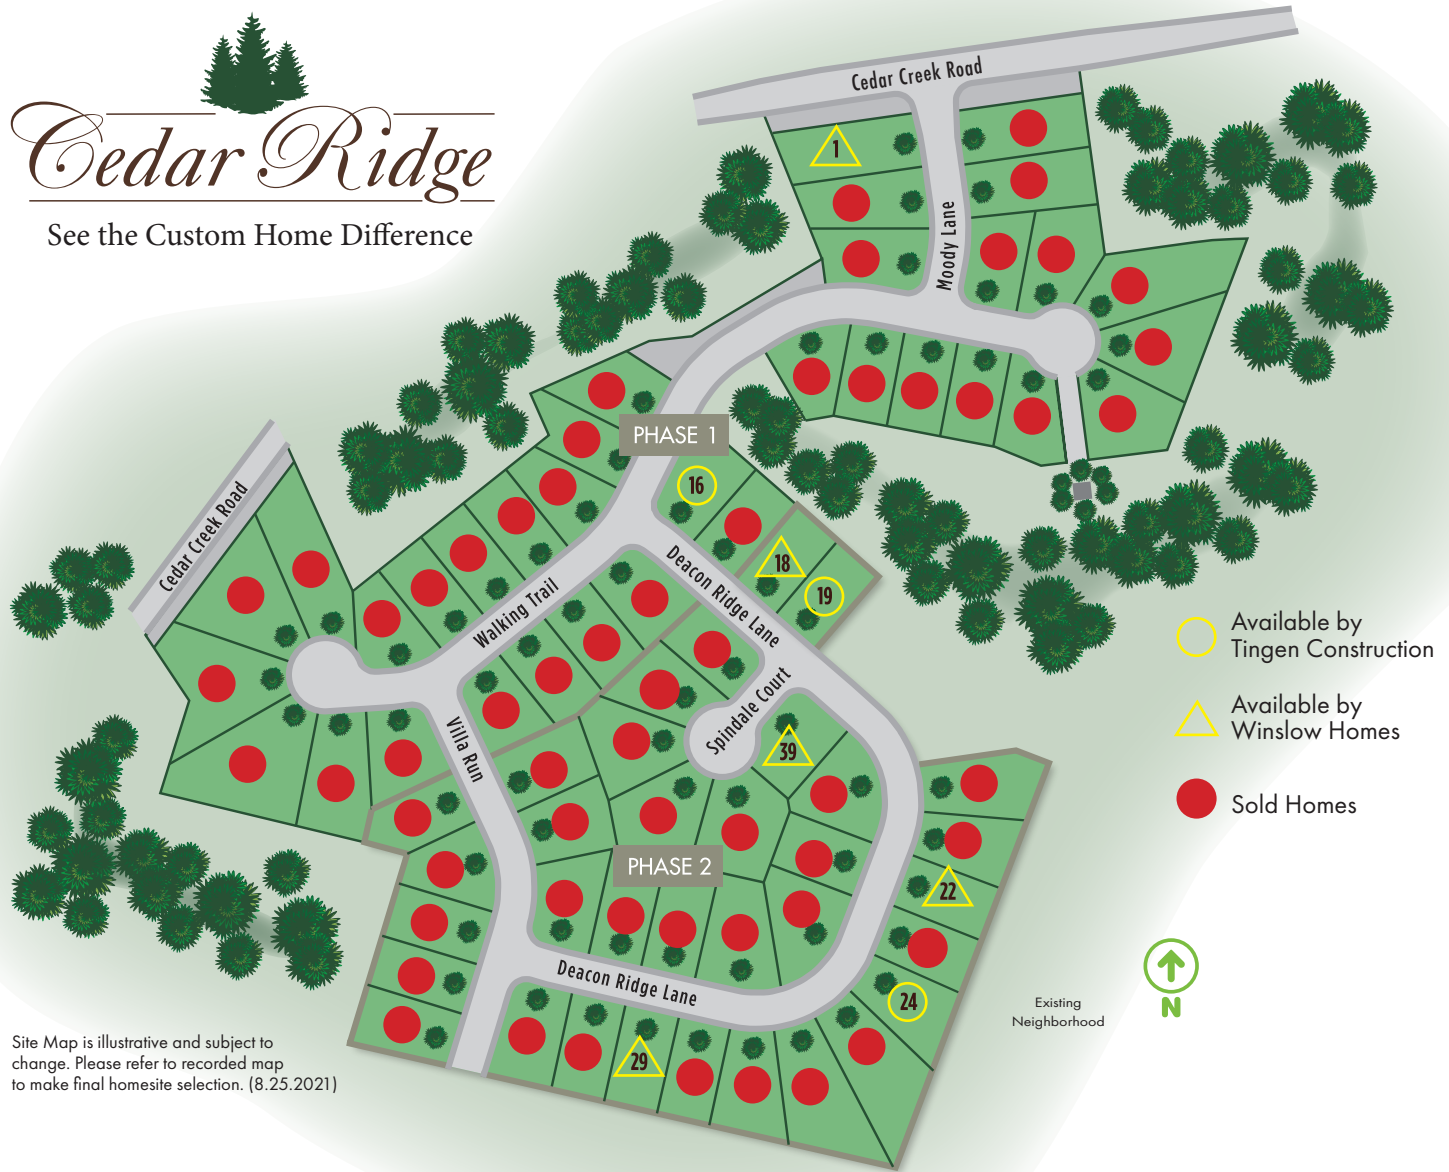 Cedar Ridge
See the Custom Home Difference
Cedar Creek Road
1
Moody Lane
PHASE 1
16
18
19
Deacon Ridge Lane
Cedar Creek Road
Walking Trail
Spindale Court
Villa Run
39
PHASE 2
22
24
Deacon Ridge Lane
29
Available by
Tingen Construction
Available by
Winslow Homes
Sold Homes
N
Existing
Neighborhood
Site Map is illustrative and subject to
change. Please refer to recorded map
to make final homesite selection. (8.25.2021)